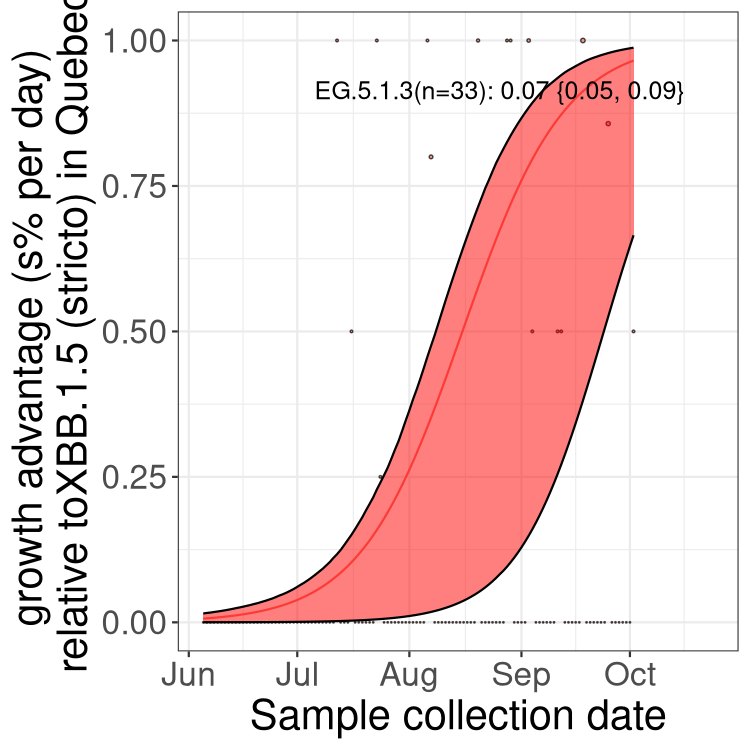 growth advantage (s% per day)
relative toXBB.1.5 (stricto) in Quebec
1.00
0.75
0.50
0.25
0.00
EG.5.1.3(n=33): 0.07 {0.05, 0.09}
Jun Jul Aug Sep Oct
Sample collection date